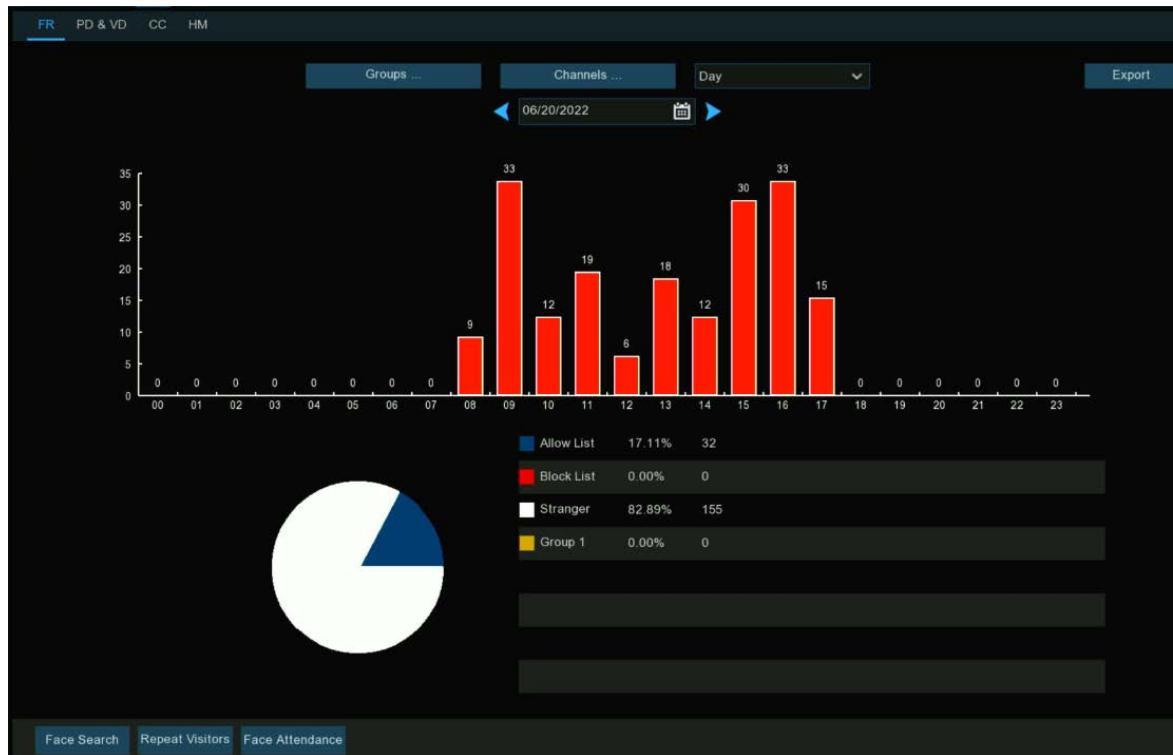 FR PD & VD CC HM
Groups ... Channels ... Day Export
06/20/2022
35
30
25
20
15
10
5
0
0 0 0 0 0 0 0 0 9 33 12 19 6 18 12 30 33 15 0 0 0 0 0 0
00 01 02 03 04 05 06 07 08 09 10 11 12 13 14 15 16 17 18 19 20 21 22 23
Allow List 17.11% 32
Block List 0.00% 0
Stranger 82.89% 155
Group 1 0.00% 0
Face Search Repeat Visitors Face Attendance